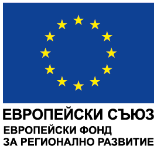 ЕВРОПЕЙСКИ СЪЮЗ
ЕВРОПЕЙСКИ ФОНД
ЗА РЕГИОНАЛНО РАЗВИТИЕ